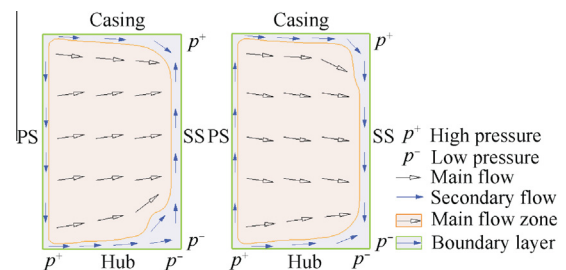 Casing Casing
p⁺ p⁺
PS SS PS SS
p⁻ p⁻
p⁺ Hub p⁻ p⁺ Hub p⁻
p⁺ High pressure
p⁻ Low pressure
Main flow
Secondary flow
Main flow zone
Boundary layer